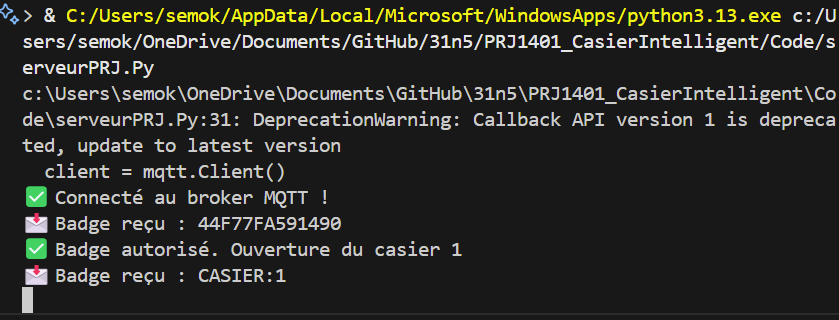 > & C:/Users/semok/AppData/Local/Microsoft/WindowsApps/python3.13.exe c:/U
sers/semok/OneDrive/Documents/GitHub/31n5/PRJ1401_CasierIntelligent/Code/s
erveurPRJ.Py
c:\Users\semok\OneDrive\Documents\GitHub\31n5\PRJ1401_CasierIntelligent\Co
de\serveurPRJ.Py:31: DeprecationWarning: Callback API version 1 is depreca
ted, update to latest version
  client = mqtt.Client()
✅ Connecté au broker MQTT !
📩 Badge reçu : 44F77FA591490
✅ Badge autorisé. Ouverture du casier 1
📩 Badge reçu : CASIER:1